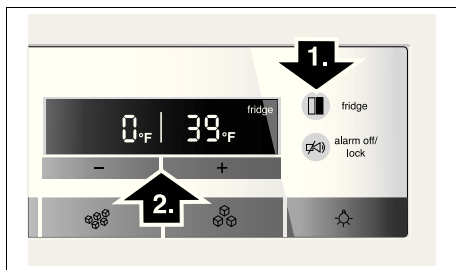 1.
fridge
fridge
0°F | 39°F
alarm off/
lock
- +
2.